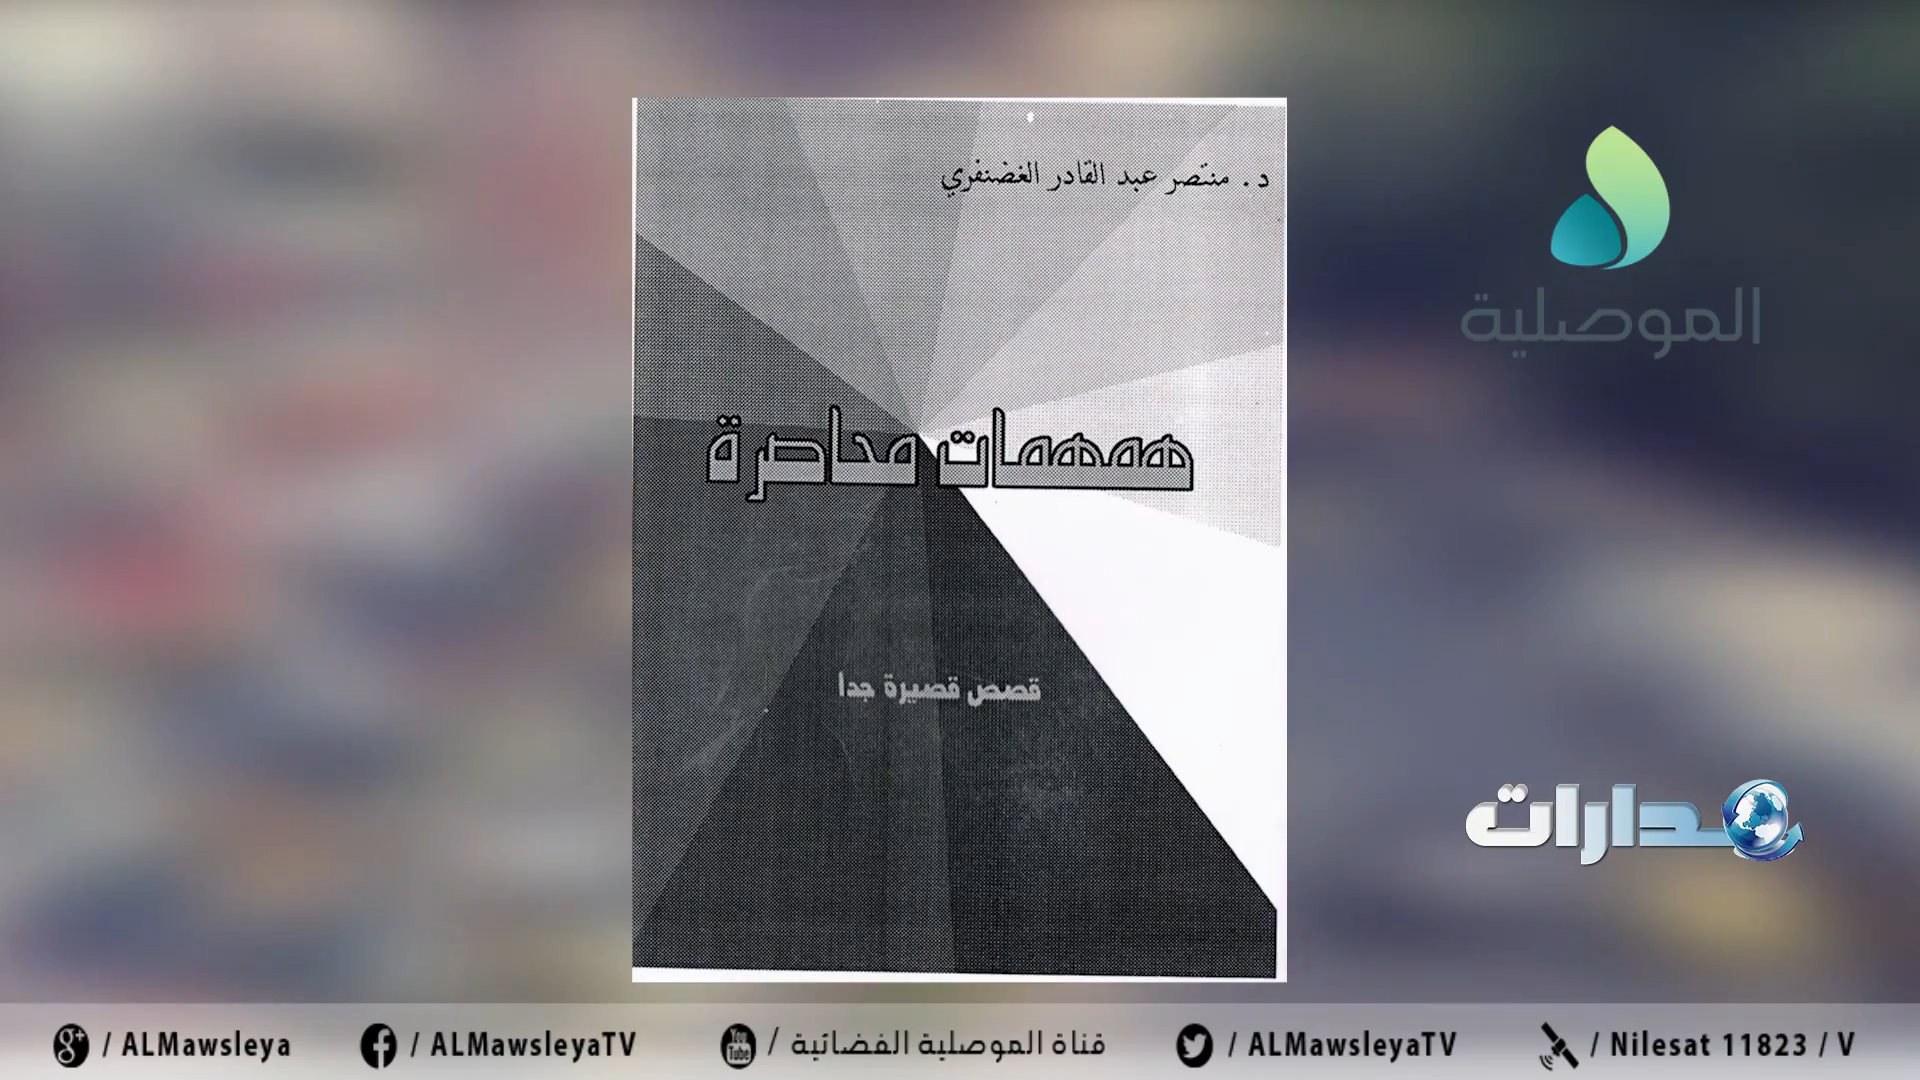 د. منتصر عبد القادر الغضنفري
همهمات محاصرة
قصص قصيرة جدا
الموصلية
مدارات
/ ALMawsleya
/ ALMawsleyaTV
/ قناة الموصلية الفضائية
/ ALMawsleyaTV
/ Nilesat 11823 / V